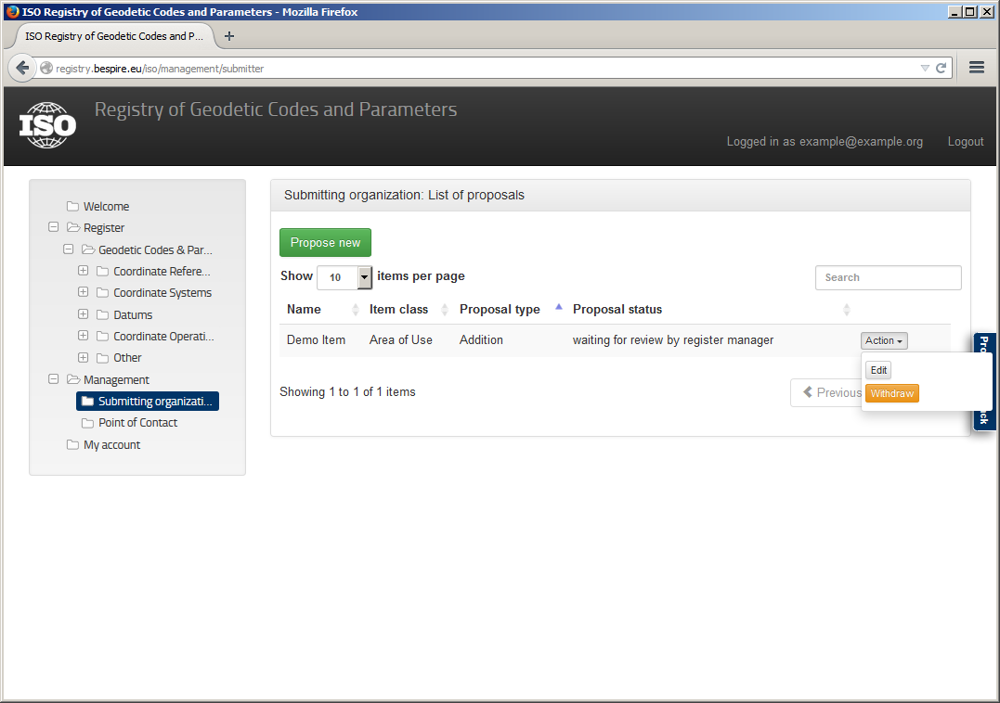 ISO Registry of Geodetic Codes and Parameters - Mozilla Firefox
ISO Registry of Geodetic Codes and P...
registry.bespire.eu/iso/management/submitter
ISO
Registry of Geodetic Codes and Parameters
Logged in as example@example.org Logout
Welcome
Register
Geodetic Codes & Par...
Coordinate Refere...
Coordinate Systems
Datums
Coordinate Operati...
Other
Management
Submitting organizati...
Point of Contact
My account
Submitting organization: List of proposals
Propose new
Show 10 items per page
Search
Name Item class Proposal type Proposal status
Demo Item Area of Use Addition waiting for review by register manager Action
Edit
Withdraw
Showing 1 to 1 of 1 items
Previous